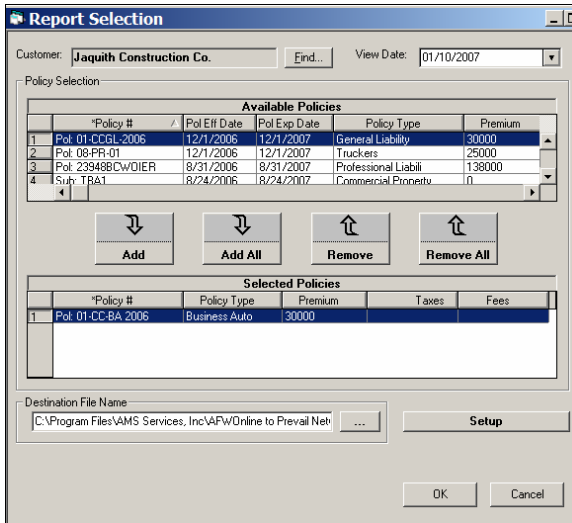 Report Selection
Customer: Jaquith Construction Co. Find... View Date: 01/10/2007
Policy Selection
Available Policies
*Policy # Pol Eff Date Pol Exp Date Policy Type Premium
1 Pol: 01-CCGL-2006 12/1/2006 12/1/2007 General Liability 30000
2 Pol: 08-PR-01 12/1/2006 12/1/2007 Truckers 25000
3 Pol: 23948BCWOIER 8/31/2006 8/31/2007 Professional Liabili 138000
4 Sub: TBA1 8/24/2006 8/24/2007 Commercial Property 0
Add Add All Remove Remove All
Selected Policies
*Policy # Policy Type Premium Taxes Fees
1 Pol: 01-CC-BA 2006 Business Auto 30000
Destination File Name
C:\Program Files\AMS Services, Inc\AFWOnline to Prevail Net ... Setup
OK Cancel